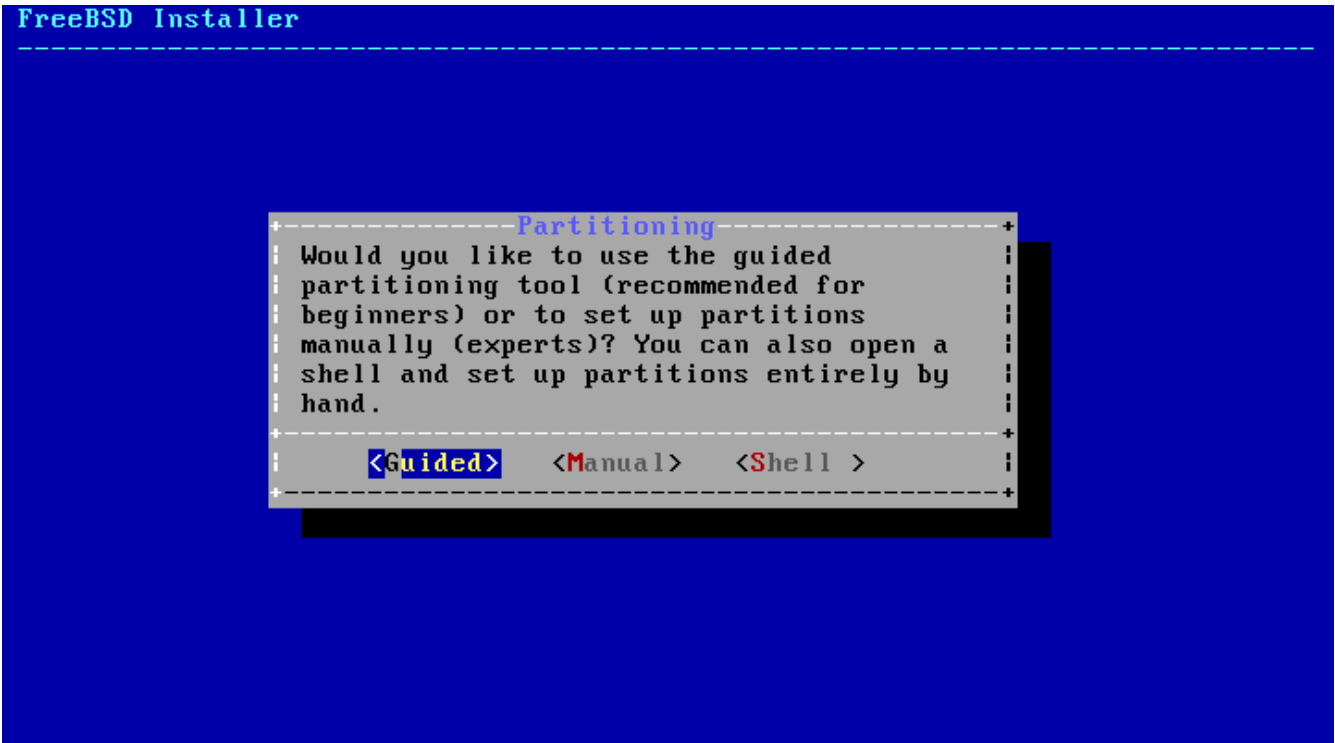 FreeBSD Installer
Partitioning
Would you like to use the guided
partitioning tool (recommended for
beginners) or to set up partitions
manually (experts)? You can also open a
shell and set up partitions entirely by
hand.
<Guided> <Manual> <Shell >